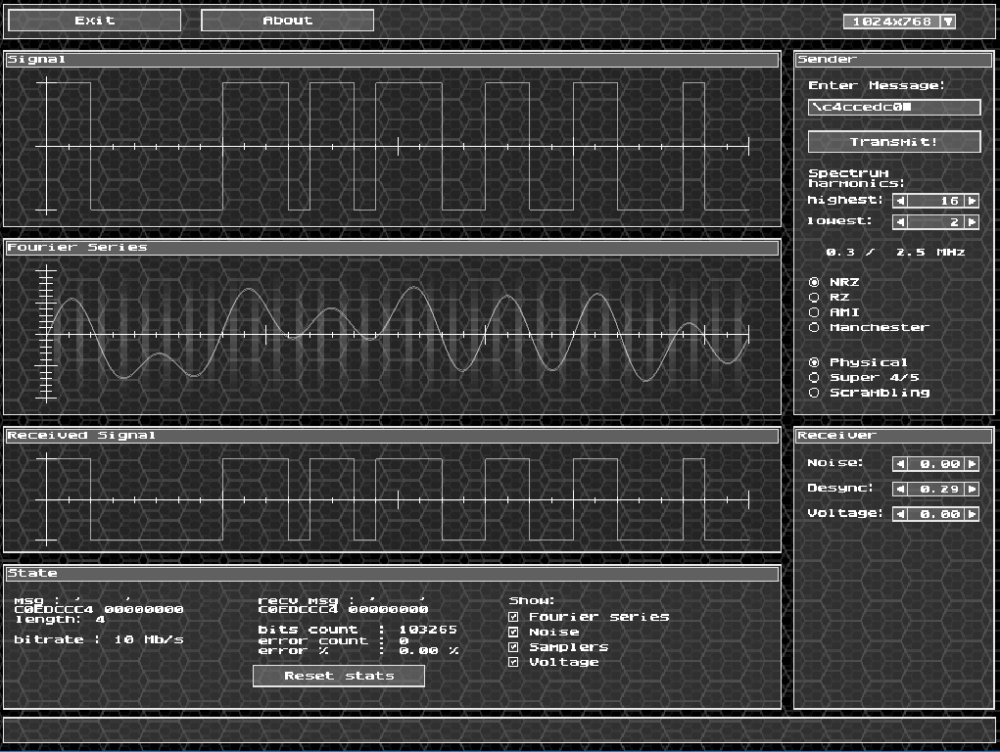 Exit
About
1024x768
Signal
Sender
Enter Message:
\c4ccedc0
Transmit!
Spectrum
harmonics:
highest: 16
lowest: 2
0.3 / 2.5 MHz
NRZ
RZ
AMI
Manchester
Physical
Super 4/5
Scrambling
Fourier Series
Received Signal
Receiver
Noise: 0.00
Desync: 0.29
Voltage: 0.00
State
msg : ' '
C0EDCCC4 00000000
length: 4
bitrate : 10 Mb/s
recv msg : ' '
C0EDCCC4 00000000
bits count : 103265
error count : 0
error % : 0.00 %
Reset stats
Show:
Fourier series
Noise
Samplers
Voltage